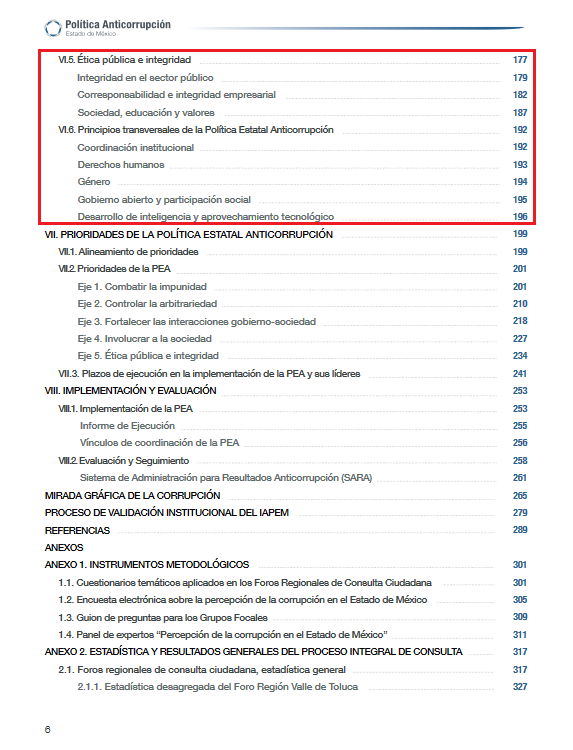 Política Anticorrupción
Estado de México
VI.5. Ética pública e integridad 177
Integridad en el sector público 179
Corresponsabilidad e integridad empresarial 182
Sociedad, educación y valores 187
VI.6. Principios transversales de la Política Estatal Anticorrupción 192
Coordinación institucional 192
Derechos humanos 193
Género 194
Gobierno abierto y participación social 195
Desarrollo de inteligencia y aprovechamiento tecnológico 196
VII. PRIORIDADES DE LA POLÍTICA ESTATAL ANTICORRUPCIÓN 199
VII.1. Alineamiento de prioridades 199
VII.2. Prioridades de la PEA 201
Eje 1. Combatir la impunidad 201
Eje 2. Controlar la arbitrariedad 210
Eje 3. Fortalecer las interacciones gobierno-sociedad 218
Eje 4. Involucrar a la sociedad 227
Eje 5. Ética pública e integridad 234
VII.3. Plazos de ejecución en la implementación de la PEA y sus líderes 241
VIII. IMPLEMENTACIÓN Y EVALUACIÓN 253
VIII.1. Implementación de la PEA 253
Informe de Ejecución 255
Vínculos de coordinación de la PEA 256
VIII.2. Evaluación y Seguimiento 258
Sistema de Administración para Resultados Anticorrupción (SARA) 261
MIRADA GRÁFICA DE LA CORRUPCIÓN 265
PROCESO DE VALIDACIÓN INSTITUCIONAL DEL IAPEM 279
REFERENCIAS 289
ANEXOS
ANEXO 1. INSTRUMENTOS METODOLÓGICOS 301
1.1. Cuestionarios temáticos aplicados en los Foros Regionales de Consulta Ciudadana 301
1.2. Encuesta electrónica sobre la percepción de la corrupción en el Estado de México 305
1.3. Guion de preguntas para los Grupos Focales 309
1.4. Panel de expertos “Percepción de la corrupción en el Estado de México” 311
ANEXO 2. ESTADÍSTICA Y RESULTADOS GENERALES DEL PROCESO INTEGRAL DE CONSULTA 317
2.1. Foros regionales de consulta ciudadana, estadística general 317
2.1.1. Estadística desagregada del Foro Región Valle de Toluca 327
6